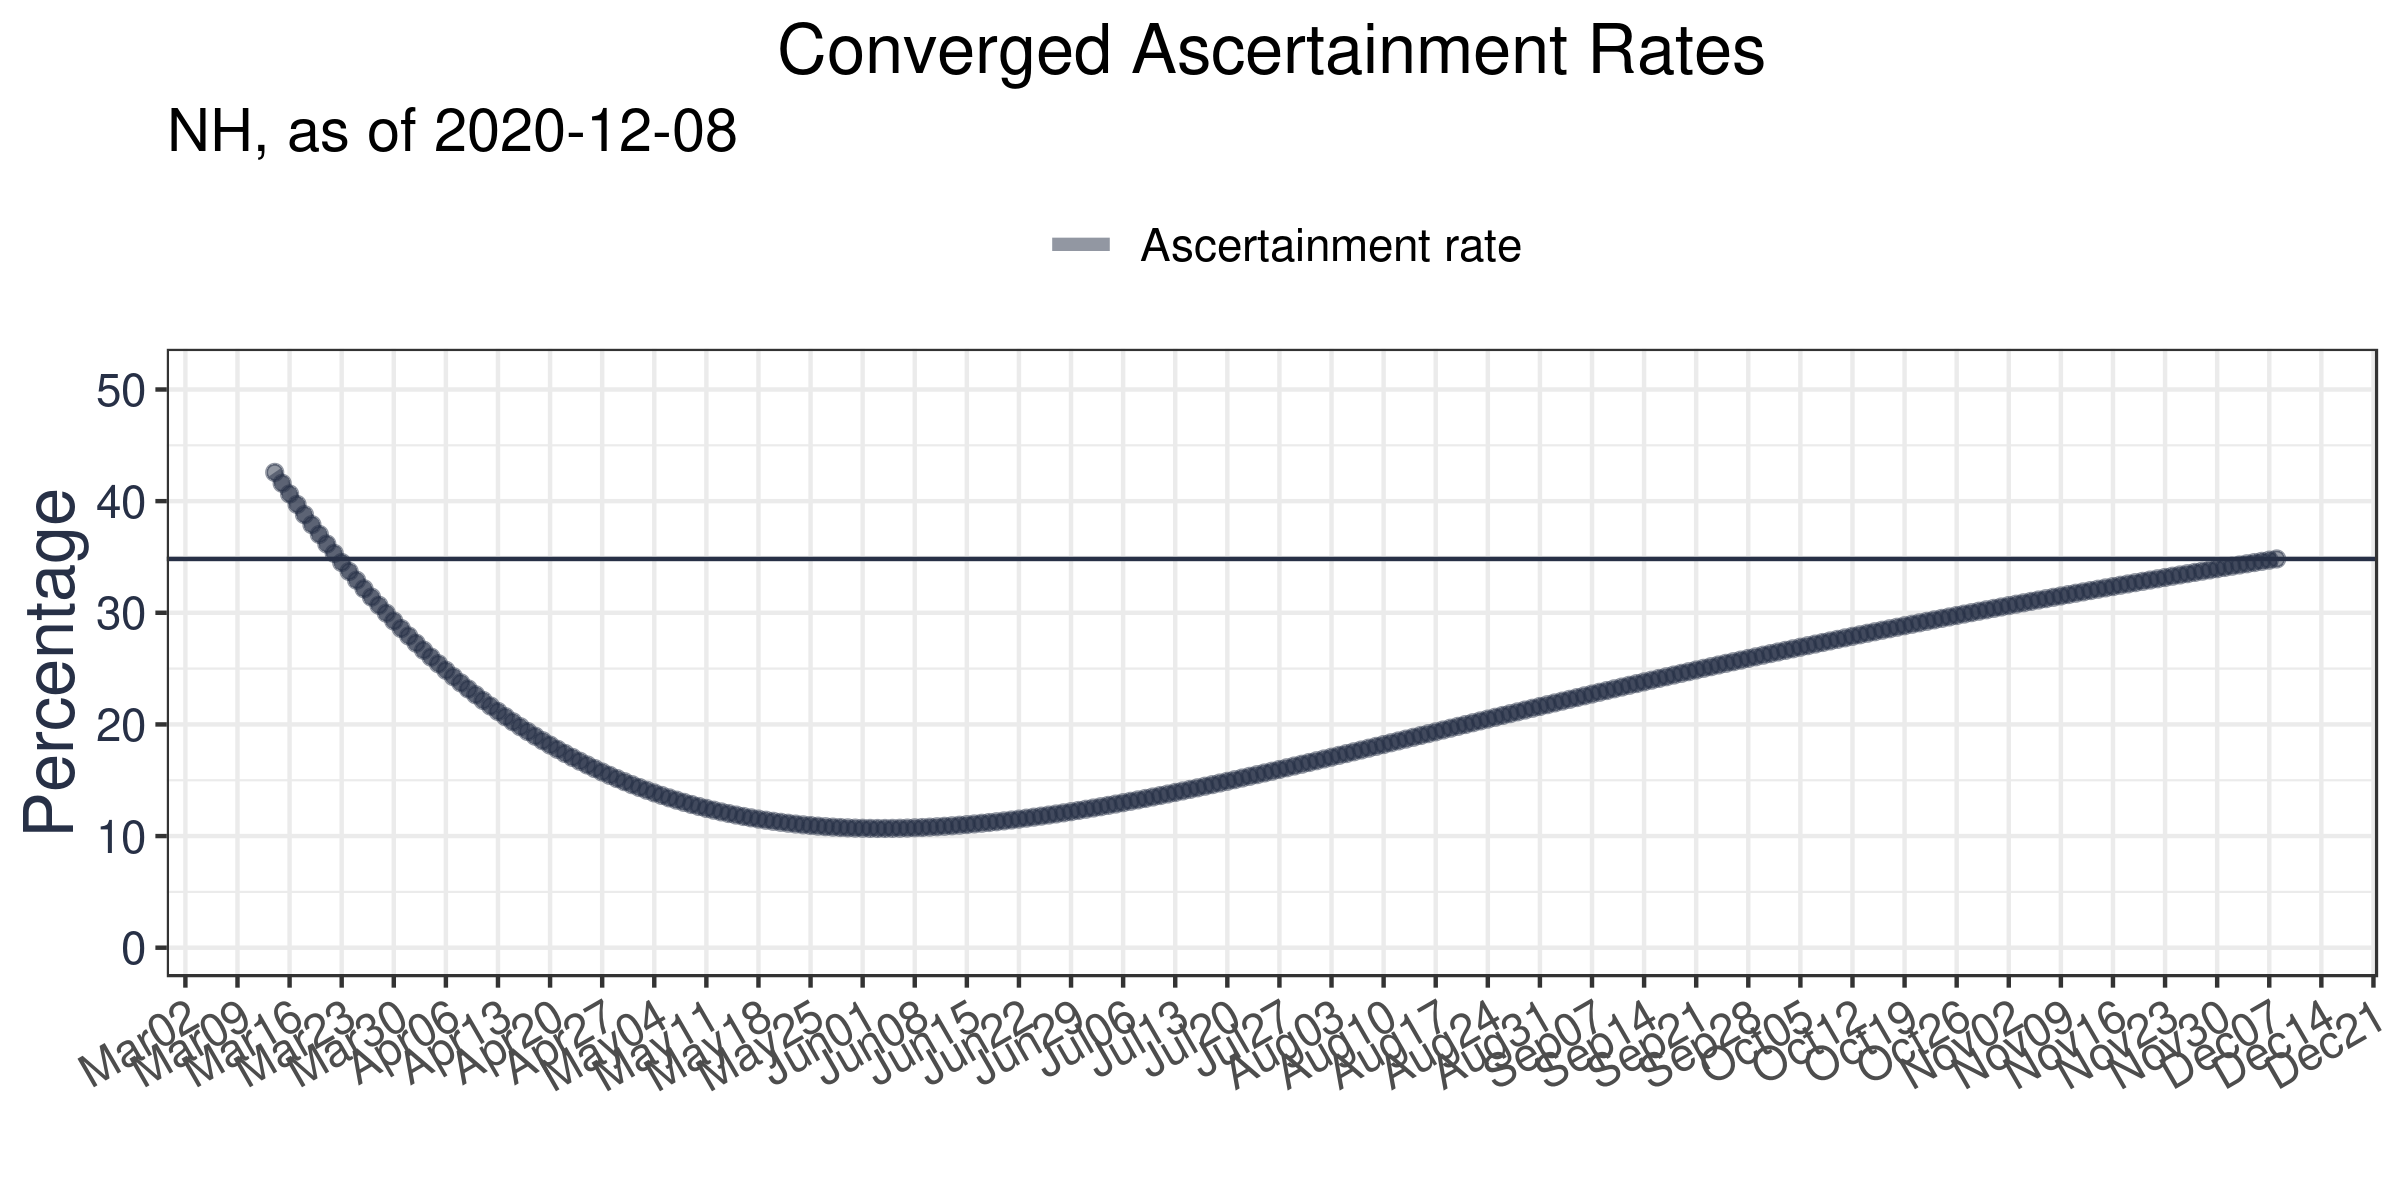 Converged Ascertainment Rates
NH, as of 2020-12-08
Ascertainment rate
Percentage
50
40
30
20
10
0
Mar02
Mar09
Mar16
Mar23
Mar30
Apr06
Apr13
Apr20
Apr27
May04
May11
May18
May25
Jun01
Jun08
Jun15
Jun22
Jun29
Jul06
Jul13
Jul20
Jul27
Aug03
Aug10
Aug17
Aug24
Aug31
Sep07
Sep14
Sep21
Sep28
Oct05
Oct12
Oct19
Oct26
Nov02
Nov09
Nov16
Nov23
Nov30
Dec07
Dec14
Dec21